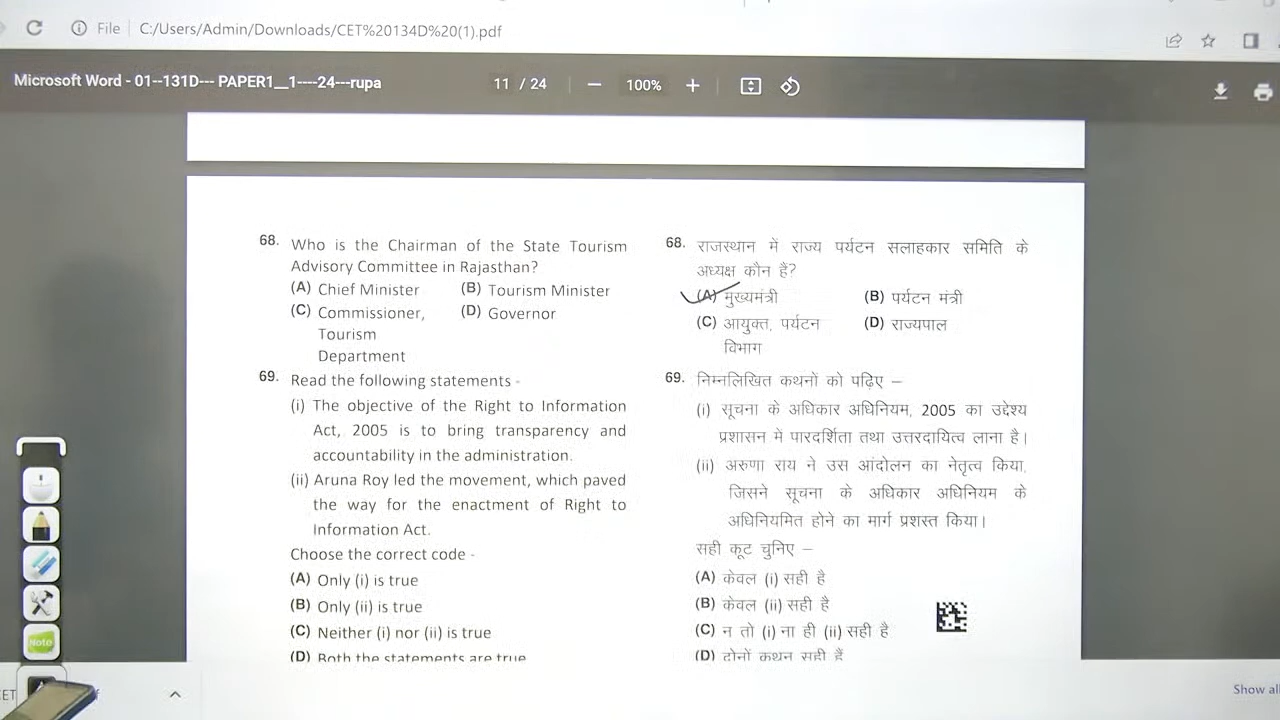 File C:/Users/Admin/Downloads/CET%20134D%20(1).pdf
Microsoft Word - 01--131D--- PAPER1__1----24---rupa
11 / 24
100%
68. Who is the Chairman of the State Tourism
Advisory Committee in Rajasthan?
(A) Chief Minister (B) Tourism Minister
(C) Commissioner, (D) Governor
Tourism
Department
69. Read the following statements -
(i) The objective of the Right to Information
Act, 2005 is to bring transparency and
accountability in the administration.
(ii) Aruna Roy led the movement, which paved
the way for the enactment of Right to
Information Act.
Choose the correct code -
(A) Only (i) is true
(B) Only (ii) is true
(C) Neither (i) nor (ii) is true
(D) Both the statements are true
68. राजस्थान में राज्य पर्यटन सलाहकार समिति के
अध्यक्ष कौन हैं?
(A) मुख्यमंत्री (B) पर्यटन मंत्री
(C) आयुक्त, पर्यटन (D) राज्यपाल
विभाग
69. निम्नलिखित कथनों को पढ़िए –
(i) सूचना के अधिकार अधिनियम, 2005 का उद्देश्य
प्रशासन मे पारदर्शिता तथा उत्तरदायित्व लाना है।
(ii) अरुणा राय ने उस आंदोलन का नेतृत्व किया,
जिसने सूचना के अधिकार अधिनियम के
अधिनियमित होने का मार्ग प्रशस्त किया।
सही कूट चुनिए –
(A) केवल (i) सही है
(B) केवल (ii) सही है
(C) न तो (i) ना ही (ii) सही है
(D) दोनों कथन सही हैं
Note
CET
Show all